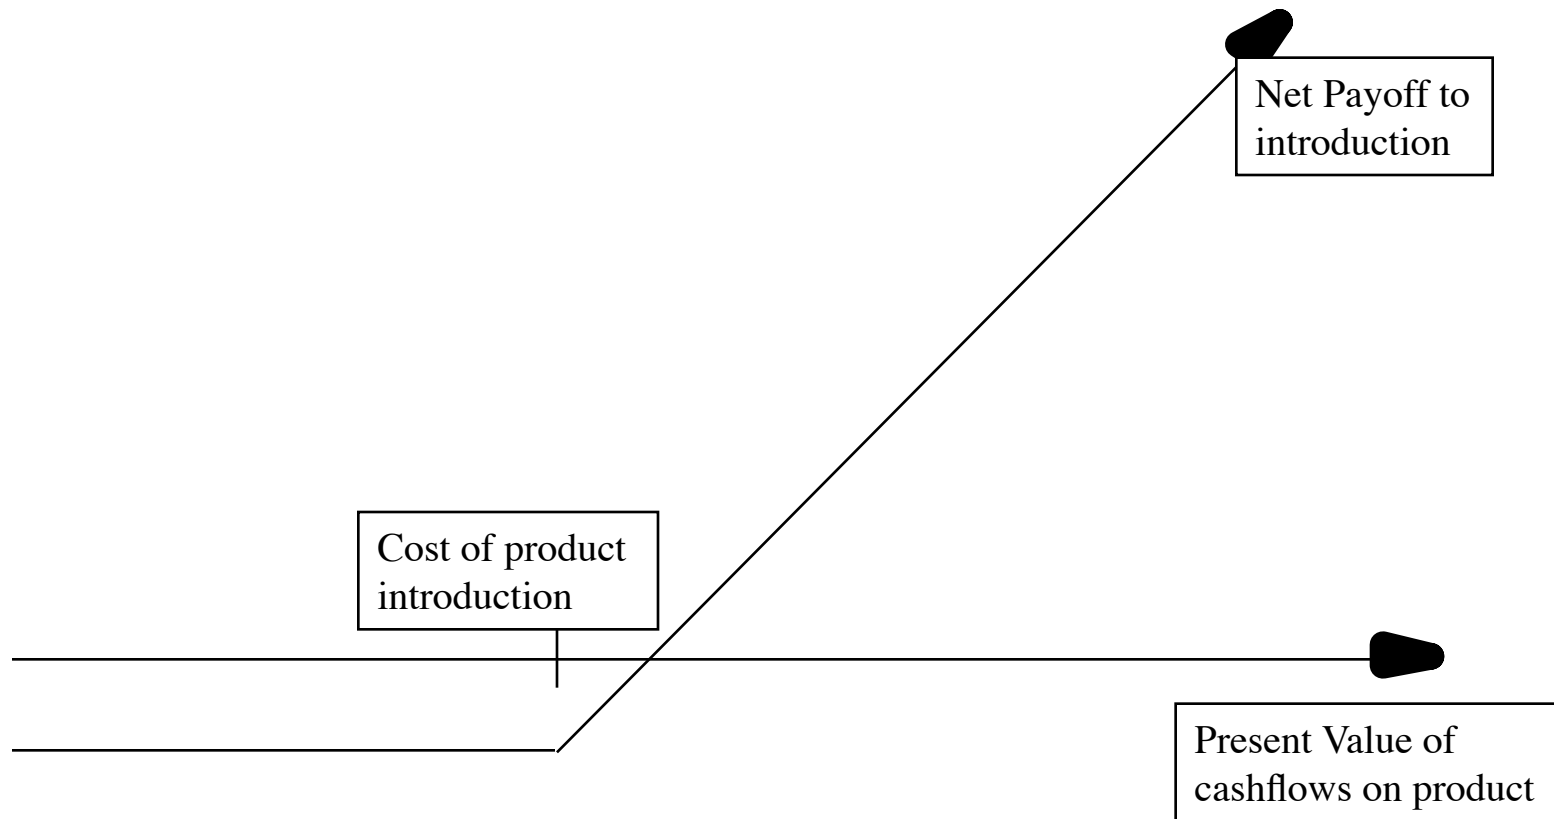 Net Payoff to
introduction
Cost of product
introduction
Present Value of
cashflows on product